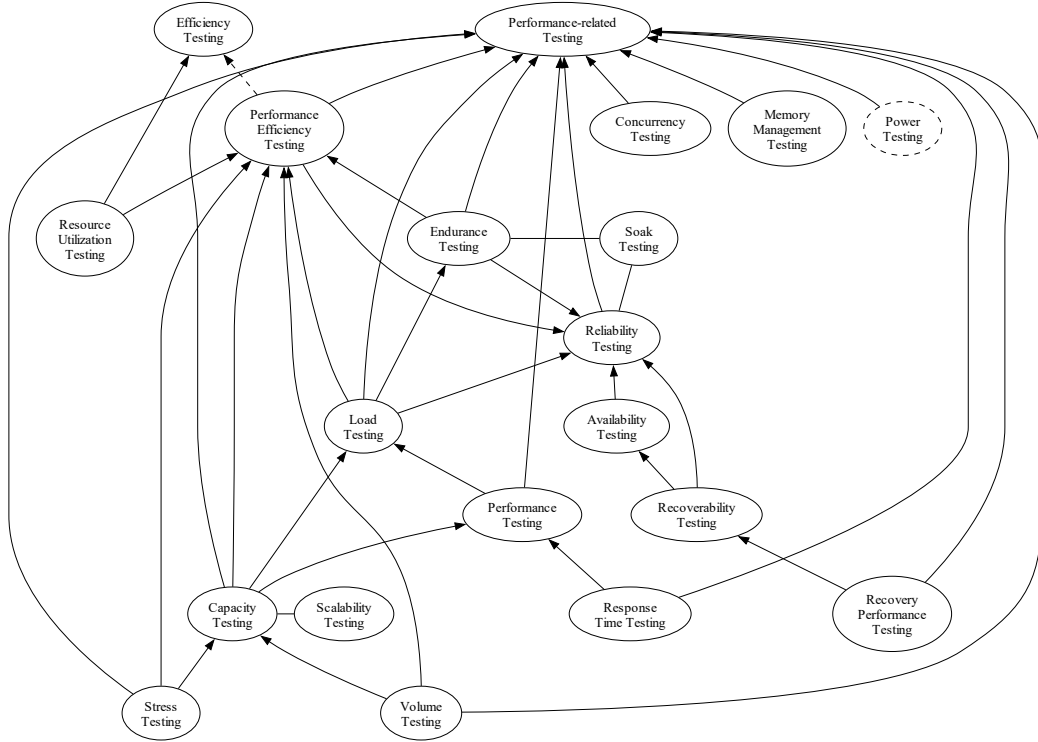 Efficiency
Testing
Performance-related
Testing
Performance
Efficiency
Testing
Concurrency
Testing
Memory
Management
Testing
Power
Testing
Resource
Utilization
Testing
Endurance
Testing
Soak
Testing
Reliability
Testing
Load
Testing
Availability
Testing
Performance
Testing
Recoverability
Testing
Capacity
Testing
Scalability
Testing
Response
Time Testing
Recovery
Performance
Testing
Stress
Testing
Volume
Testing